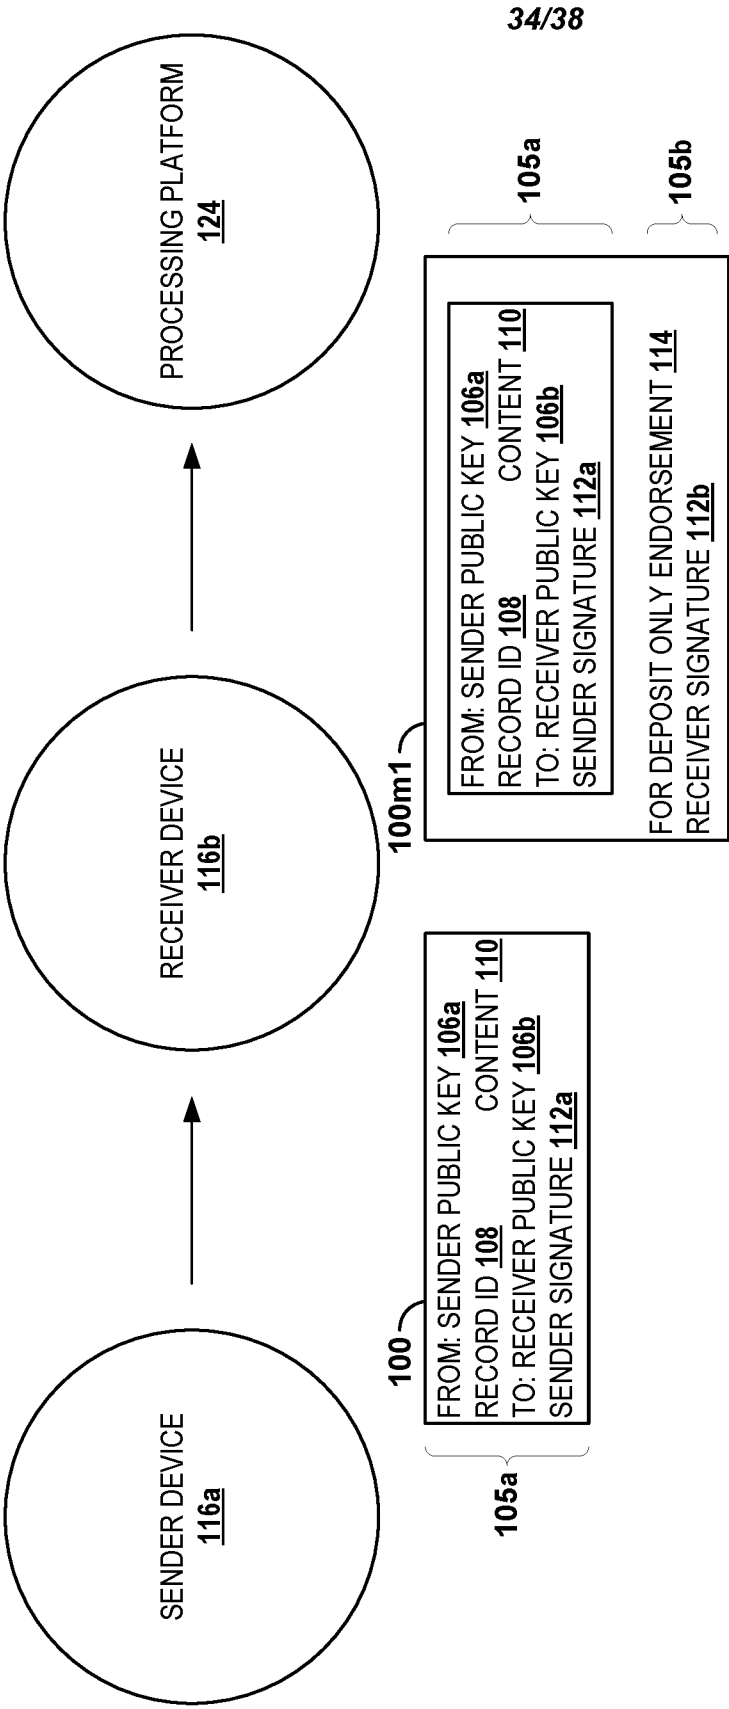 34/38
SENDER DEVICE
116a
RECEIVER DEVICE
116b
PROCESSING PLATFORM
124
100
105a
FROM: SENDER PUBLIC KEY 106a
RECORD ID 108 CONTENT 110
TO: RECEIVER PUBLIC KEY 106b
SENDER SIGNATURE 112a
100m1
FROM: SENDER PUBLIC KEY 106a
RECORD ID 108 CONTENT 110
TO: RECEIVER PUBLIC KEY 106b
SENDER SIGNATURE 112a
105a
FOR DEPOSIT ONLY ENDORSEMENT 114
RECEIVER SIGNATURE 112b
105b